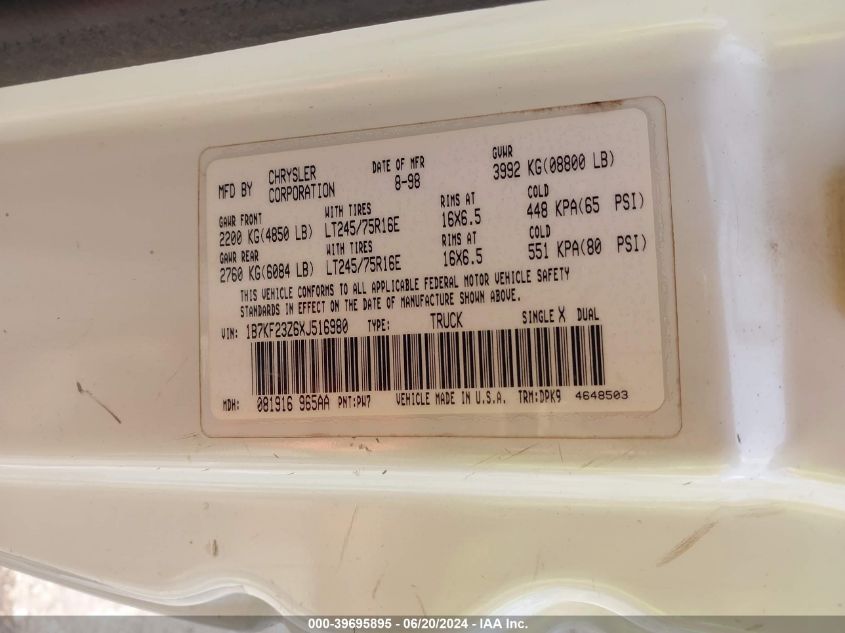 MFD BY CHRYSLER CORPORATION DATE OF MFR 8-98 GVWR 3992 KG(08800 LB)
GAWR FRONT WITH TIRES RIMS AT COLD
2200 KG(4850 LB) LT245/75R16E 16X6.5 448 KPA(65 PSI)
GAWR REAR WITH TIRES RIMS AT COLD
2760 KG(6084 LB) LT245/75R16E 16X6.5 551 KPA(80 PSI)
THIS VEHICLE CONFORMS TO ALL APPLICABLE FEDERAL MOTOR VEHICLE SAFETY
STANDARDS IN EFFECT ON THE DATE OF MANUFACTURE SHOWN ABOVE.
VIN: 1B7KF23Z6XJ516980 TYPE: TRUCK SINGLE X DUAL
MDH: 081916 965AA PNT:PW7 VEHICLE MADE IN U.S.A. TRM:DPK9 4648503
000-39695895 - 06/20/2024 - IAA Inc.